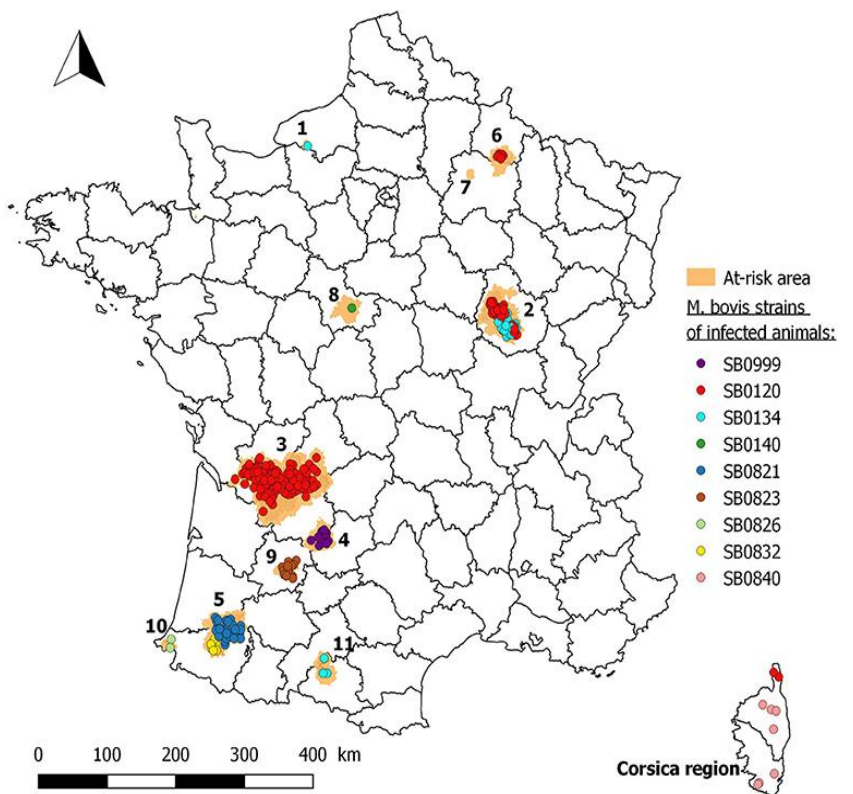 1
6
7
8
2
At-risk area
M. bovis strains
of infected animals:
SB0999
SB0120
SB0134
SB0140
SB0821
SB0823
SB0826
SB0832
SB0840
3
4
9
5
10
11
0 100 200 300 400 km
Corsica region